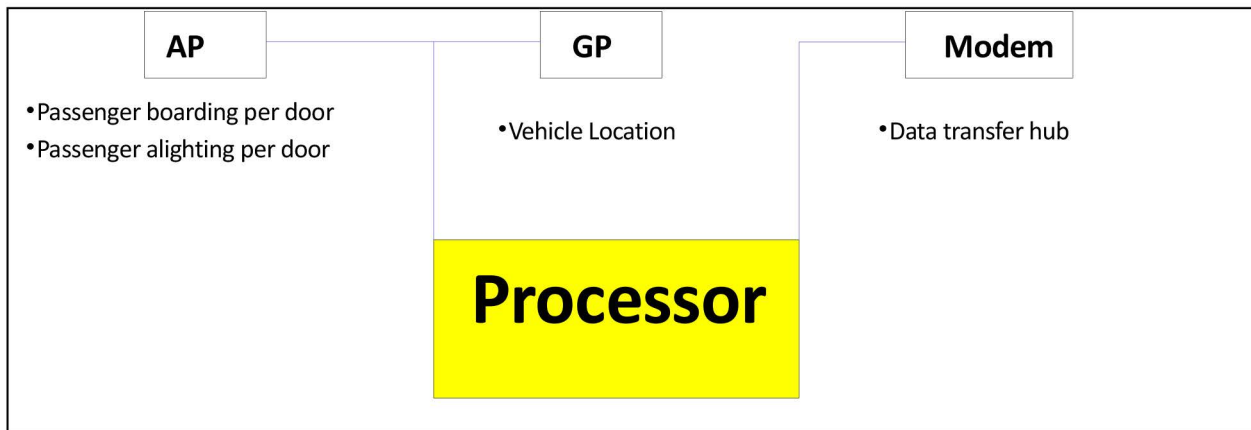 AP
GP
Modem
•Passenger boarding per door
•Passenger alighting per door
•Vehicle Location
•Data transfer hub
Processor